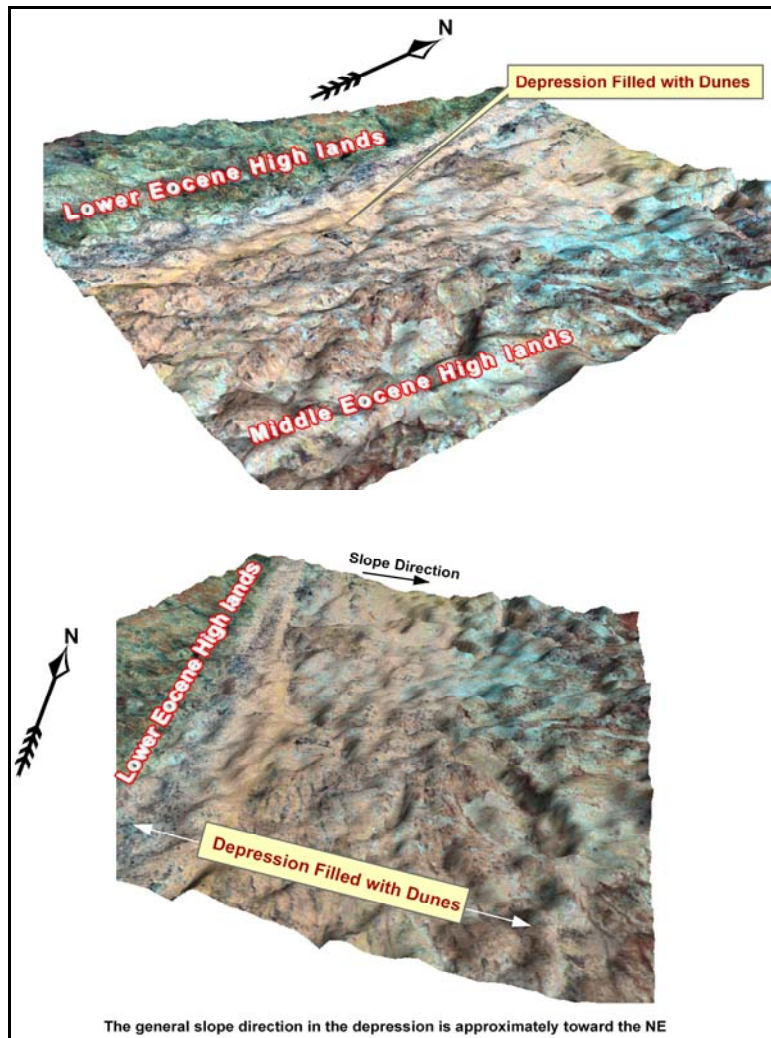 N
Depression Filled with Dunes
Lower Eocene High lands
Middle Eocene High lands
Slope Direction
N
Lower Eocene High lands
Depression Filled with Dunes
The general slope direction in the depression is approximately toward the NE